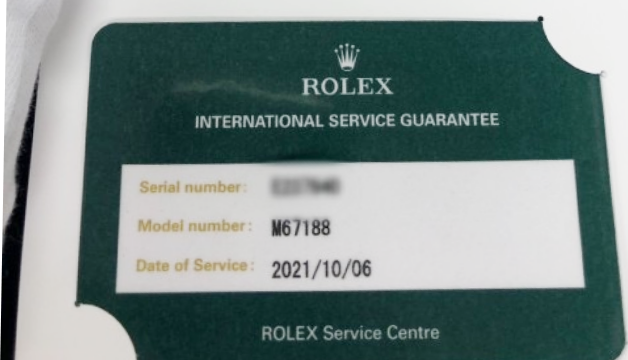 ROLEX
INTERNATIONAL SERVICE GUARANTEE
Serial number:
Model number: M67188
Date of Service: 2021/10/06
ROLEX Service Centre